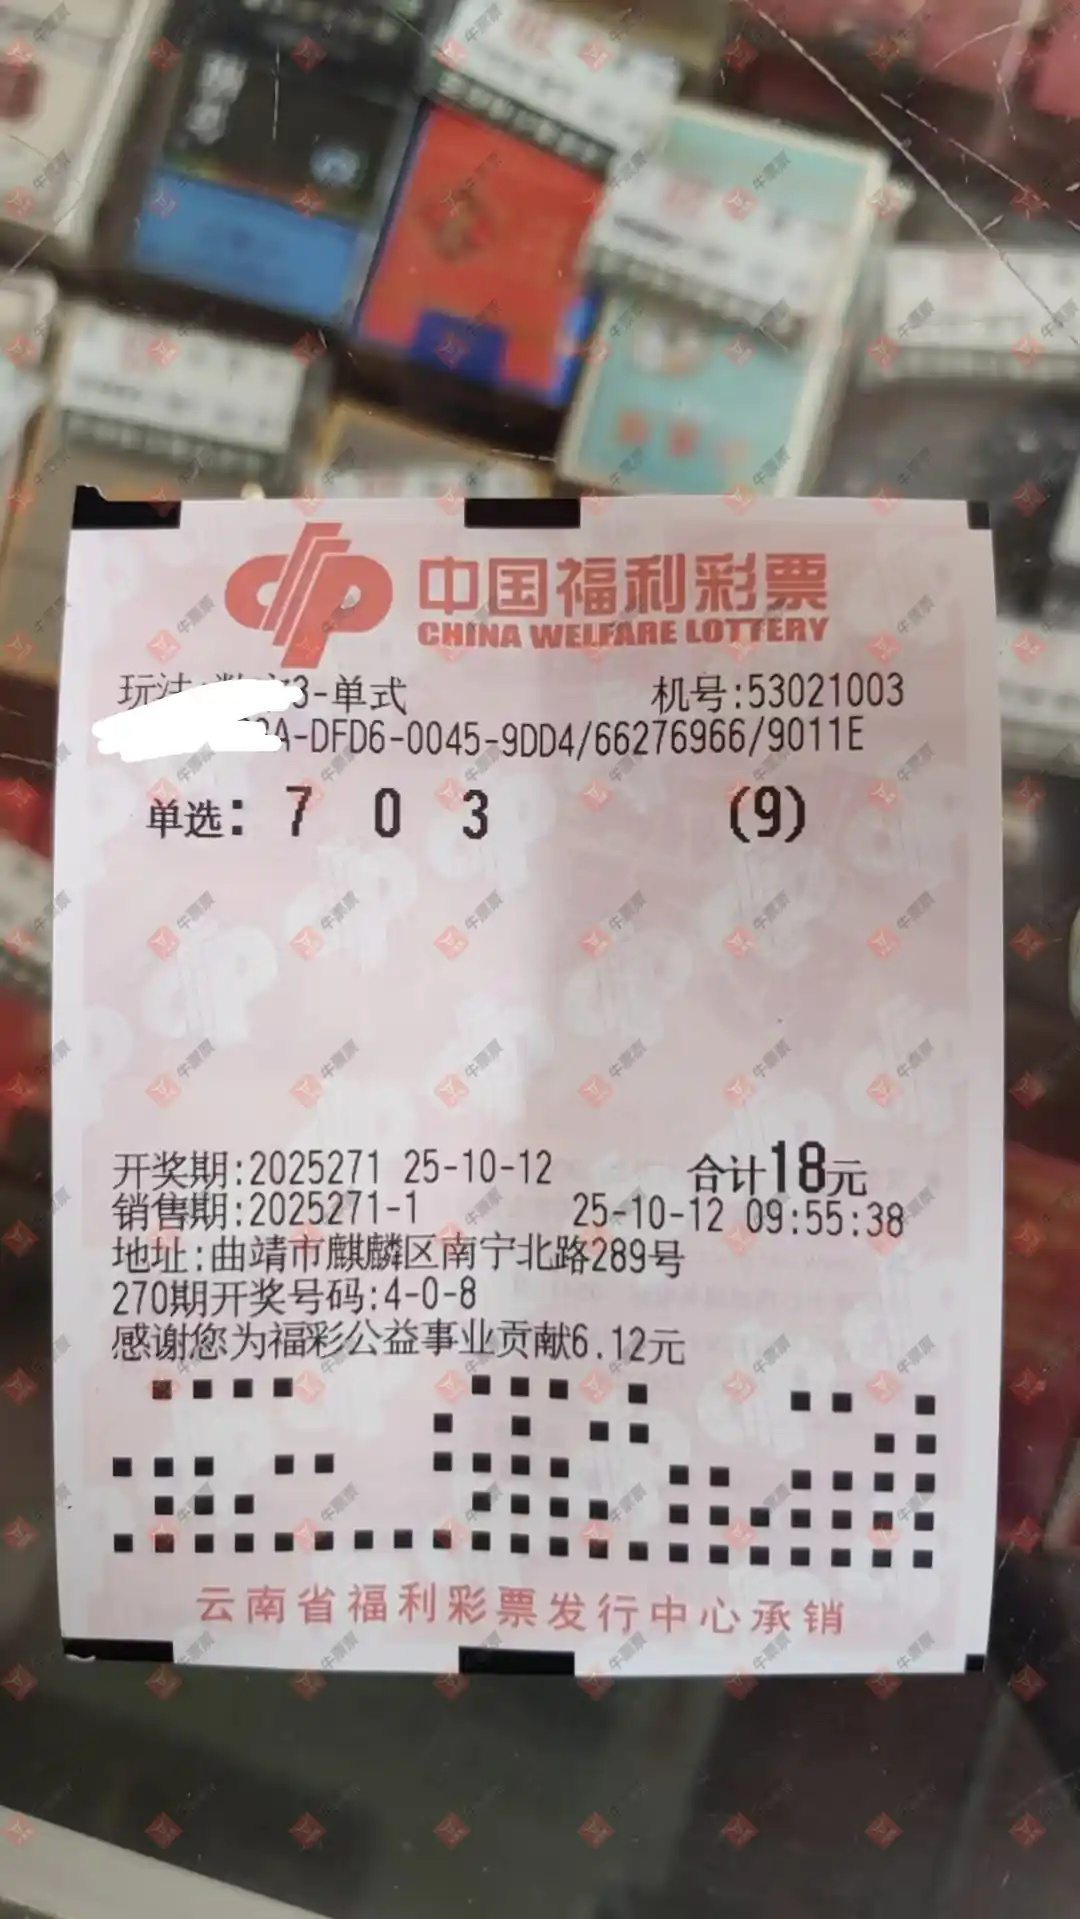 中国福利彩票
CHINA WELFARE LOTTERY
3-单式 机号:53021003
A-DFD6-0045-9DD4/66276966/9011E
单选: 7 0 3 (9)
开奖期:2025271 25-10-12 合计18元
销售期:2025271-1 25-10-12 09:55:38
地址:曲靖市麒麟区南宁北路289号
270期开奖号码:4-0-8
感谢您为福彩公益事业贡献6.12元
云南省福利彩票发行中心承销
牛票票